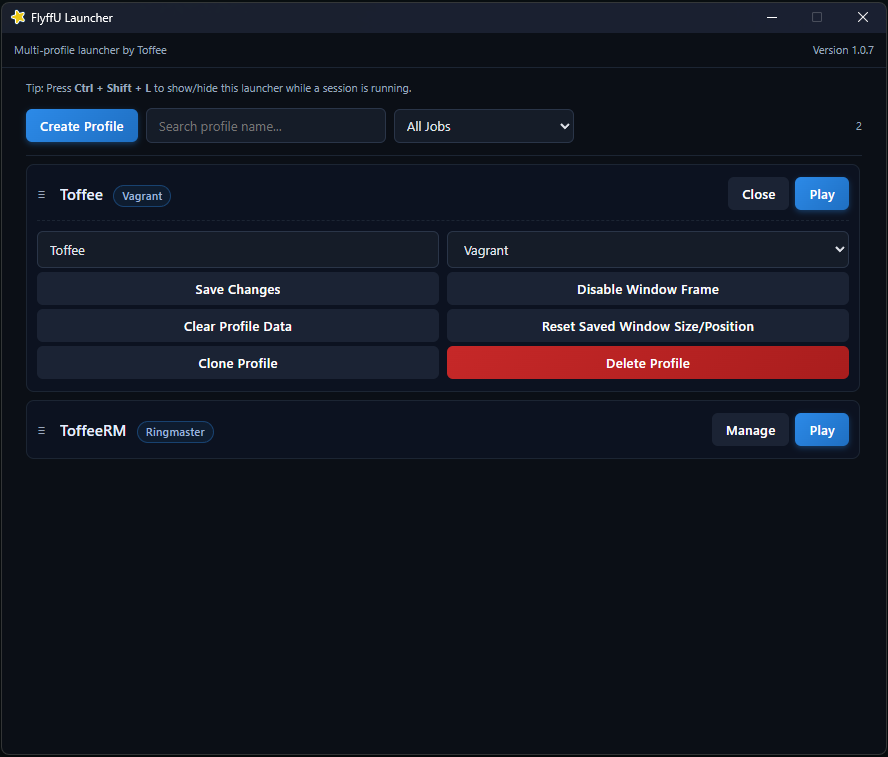 FlyffU Launcher
Multi-profile launcher by Toffee Version 1.0.7
Tip: Press Ctrl + Shift + L to show/hide this launcher while a session is running.
Create Profile Search profile name... All Jobs 2
Toffee Vagrant Close Play
Toffee Vagrant
Save Changes Disable Window Frame
Clear Profile Data Reset Saved Window Size/Position
Clone Profile Delete Profile
ToffeeRM Ringmaster Manage Play